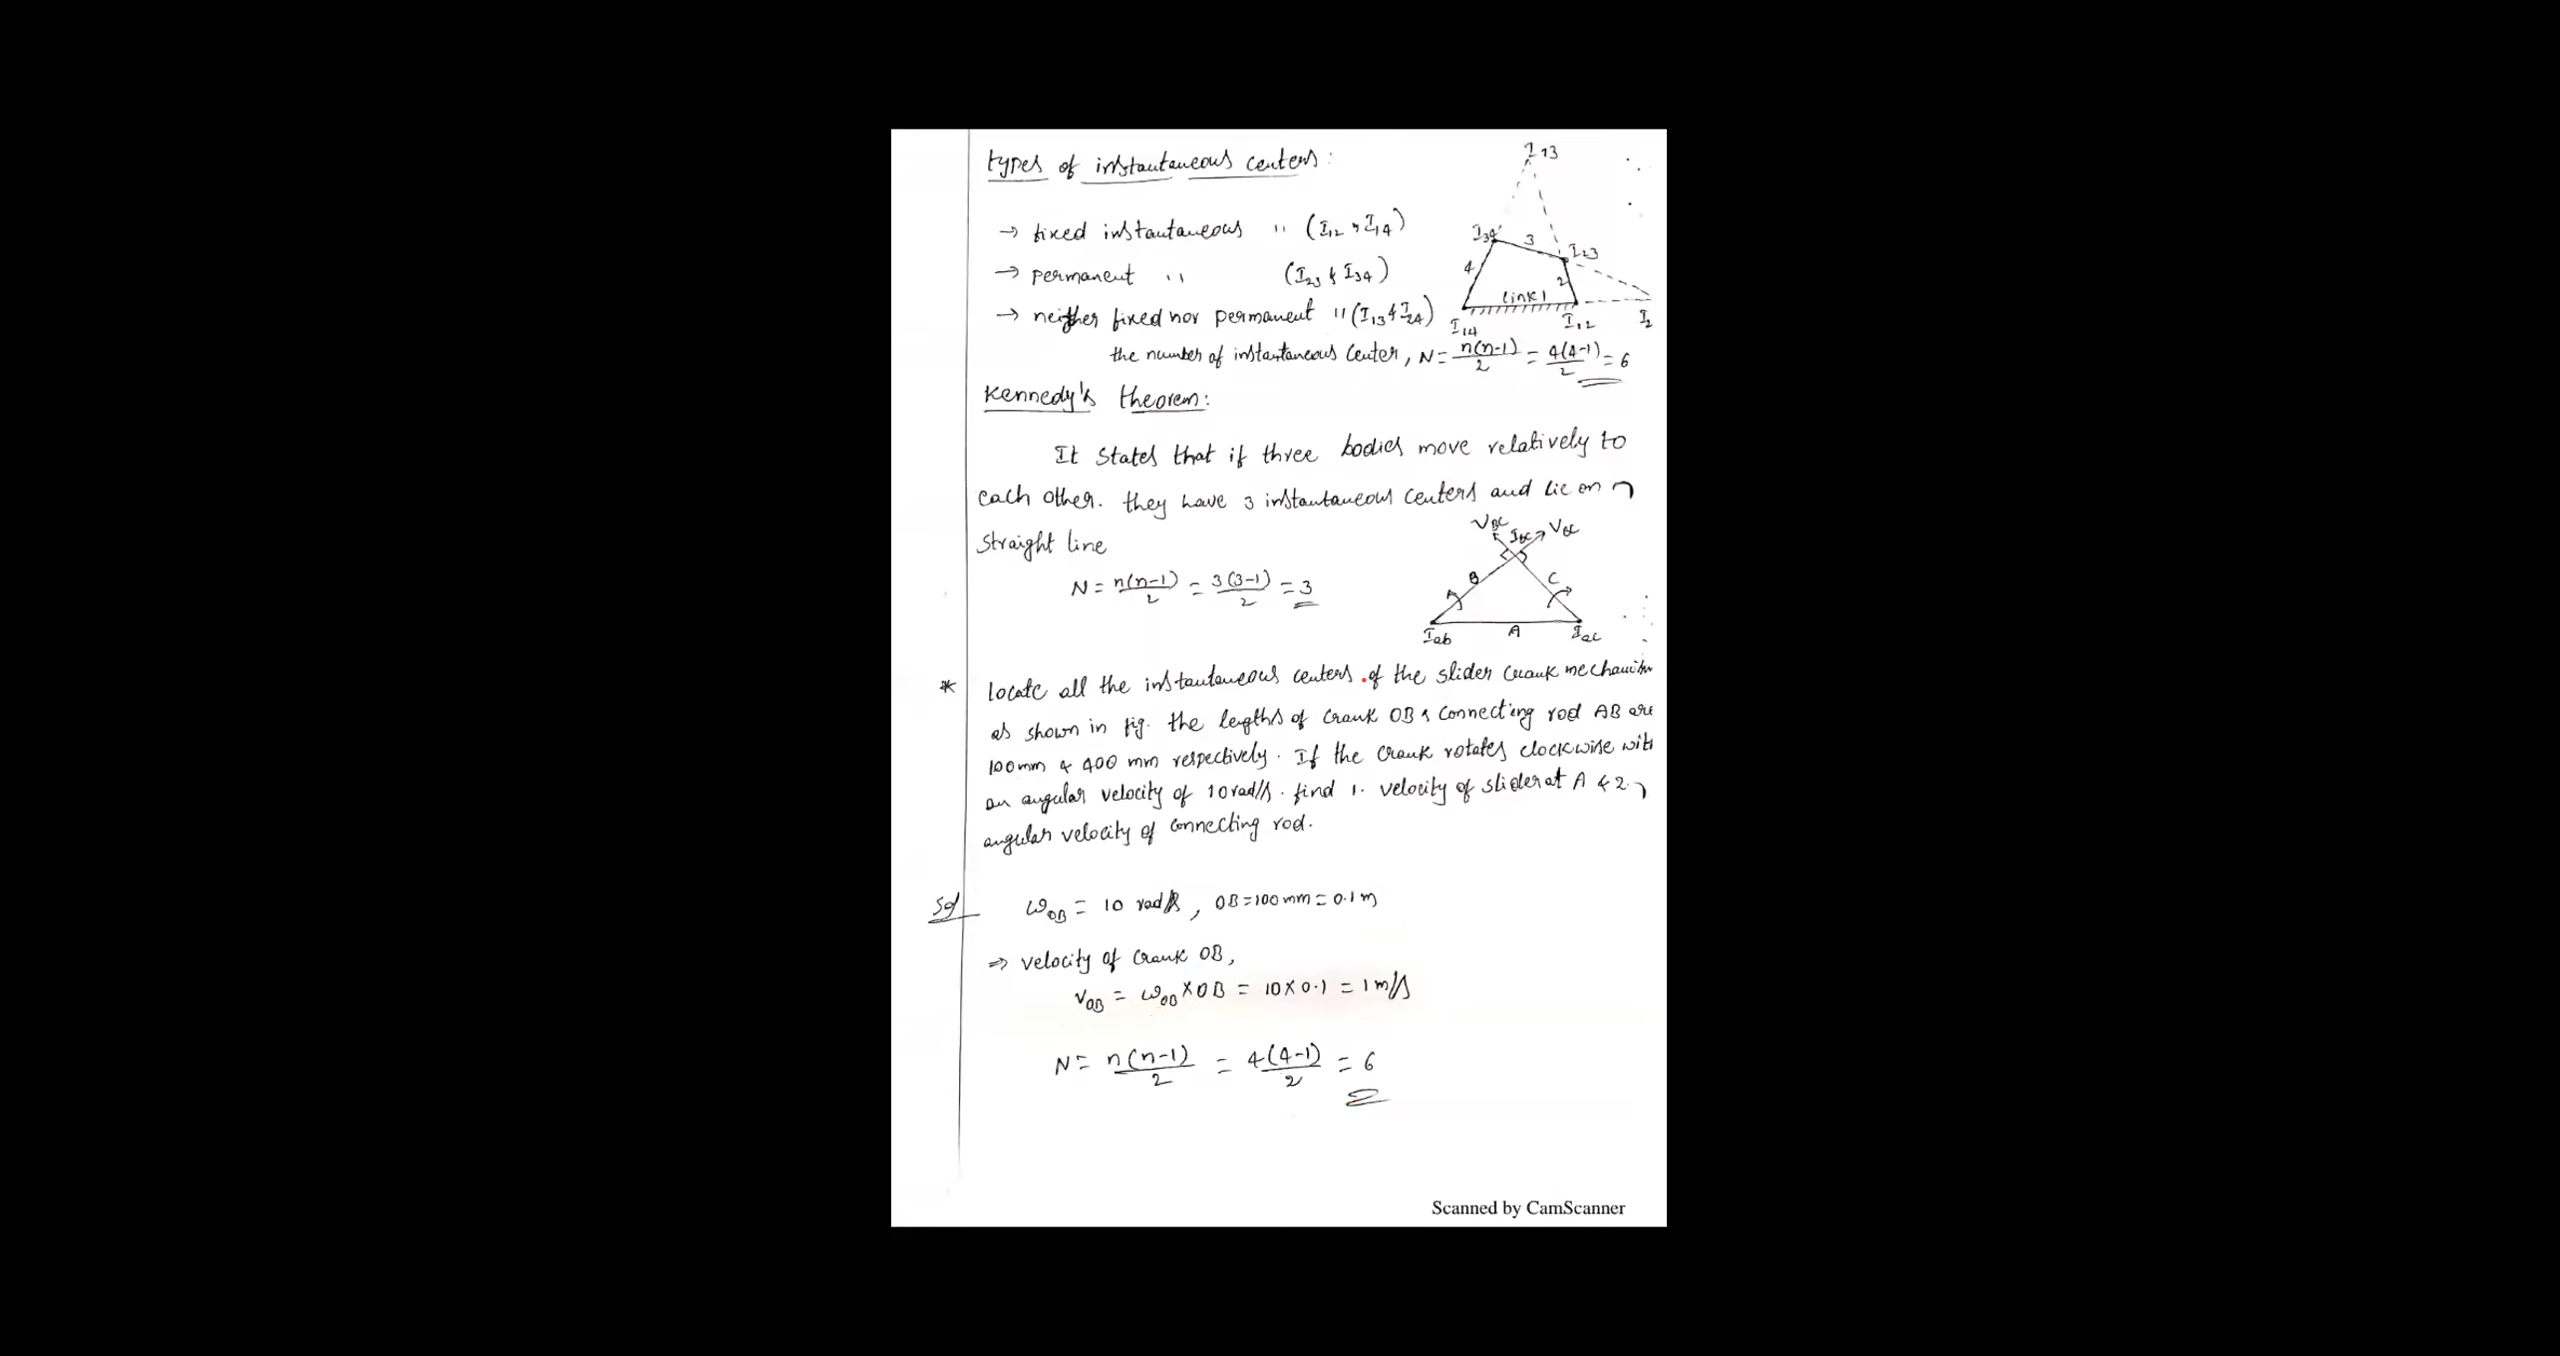 types of instantaneous centers:
→ fixed instantaneous " (I12, I14)
→ permanent " (I23 & I34)
→ neither fixed nor permanent " (I13 & I24)
I13
I34
3
I23
4
2
link 1
I14
I12
I2
the number of instantaneous center, N = n(n-1)/2 = 4(4-1)/2 = 6
Kennedy's theorem:
It states that if three bodies move relatively to
each other. they have 3 instantaneous centers and lie on
straight line
N = n(n-1)/2 = 3(3-1)/2 = 3
VBC
Ibc
VBC
B
C
Iab
A
Iac
* locate all the instantaneous centers of the slider crank
as shown in fig. the legths of crank OB & connecting rod AB are
100mm & 400 mm respectively. If the crank rotates clockwise with
an angular velocity of 10 rad/s. find 1. velocity of slider at A & 2.
angular velocity of connecting rod.
Sol
ωOB = 10 rad/s, OB = 100 mm = 0.1 m
⇒ velocity of crank OB,
VOB = ωOB × OB = 10 × 0.1 = 1 m/s
N = n(n-1)/2 = 4(4-1)/2 = 6
Scanned by CamScanner